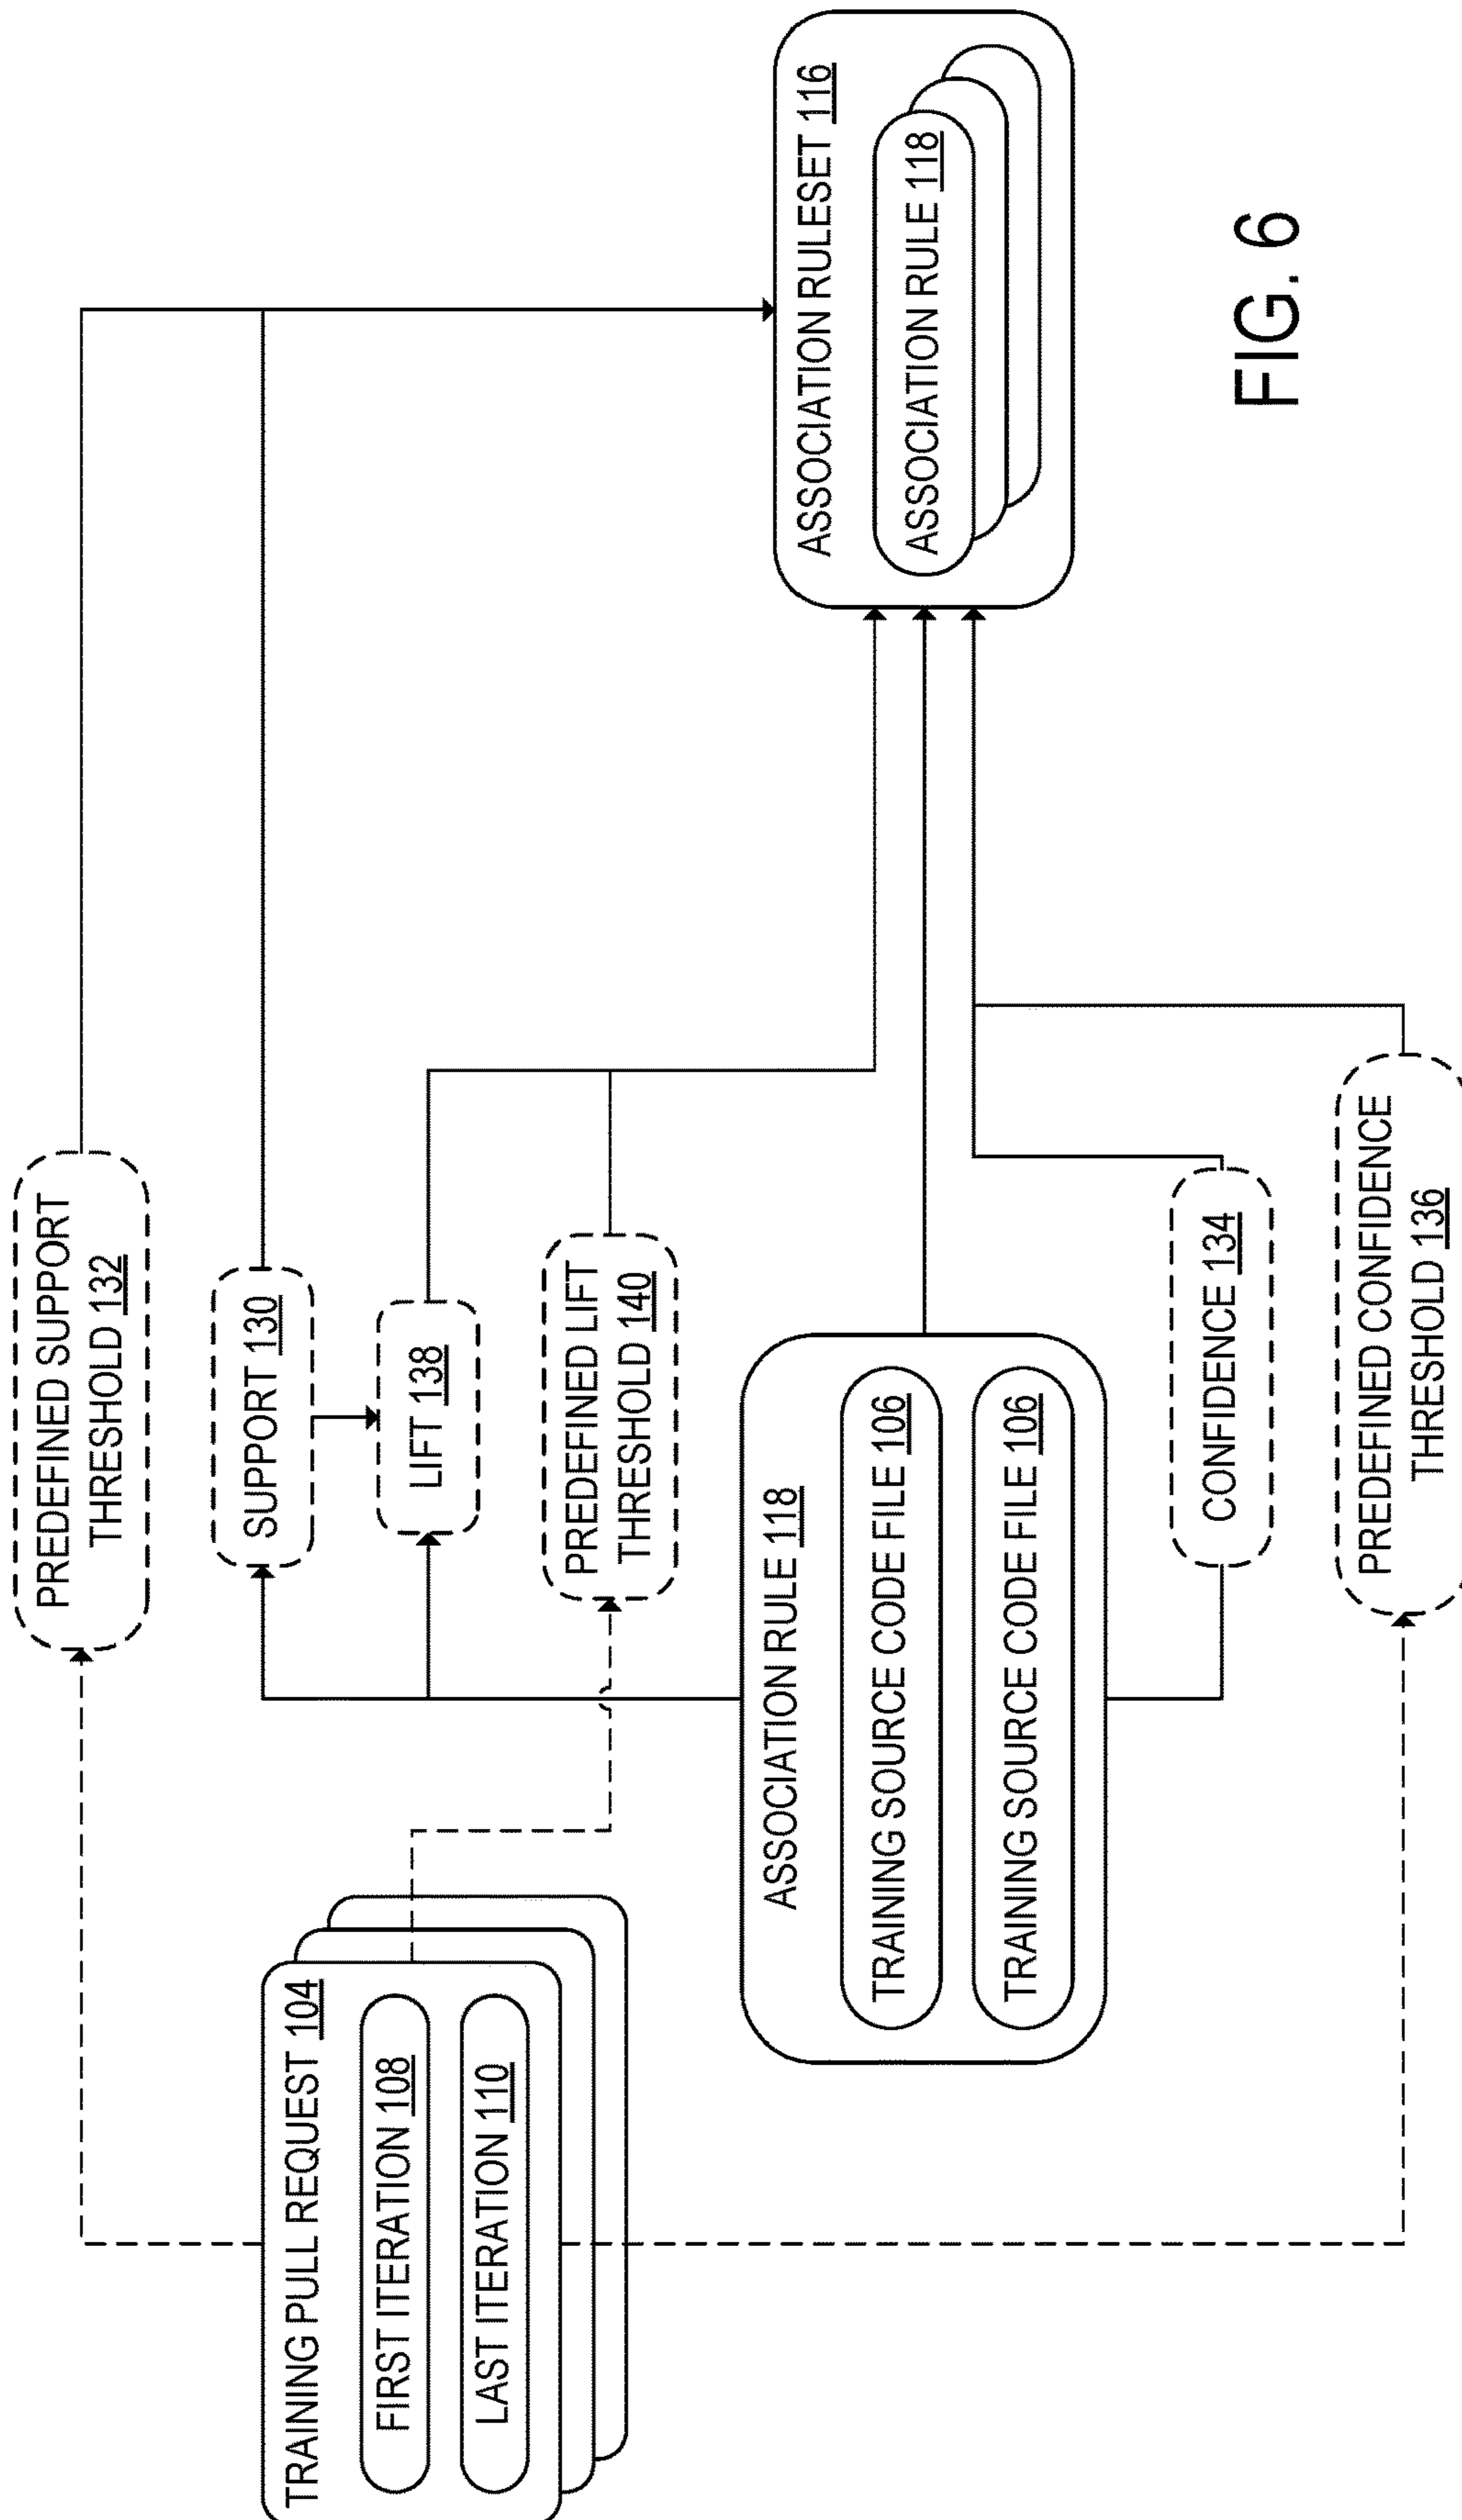 PREDEFINED SUPPORT
THRESHOLD 132
SUPPORT 130
LIFT 138
PREDEFINED LIFT
THRESHOLD 140
TRAINING PULL REQUEST 104
FIRST ITERATION 108
LAST ITERATION 110
ASSOCIATION RULE 118
TRAINING SOURCE CODE FILE 106
TRAINING SOURCE CODE FILE 106
CONFIDENCE 134
PREDEFINED CONFIDENCE
THRESHOLD 136
ASSOCIATION RULESET 116
ASSOCIATION RULE 118
FIG. 6